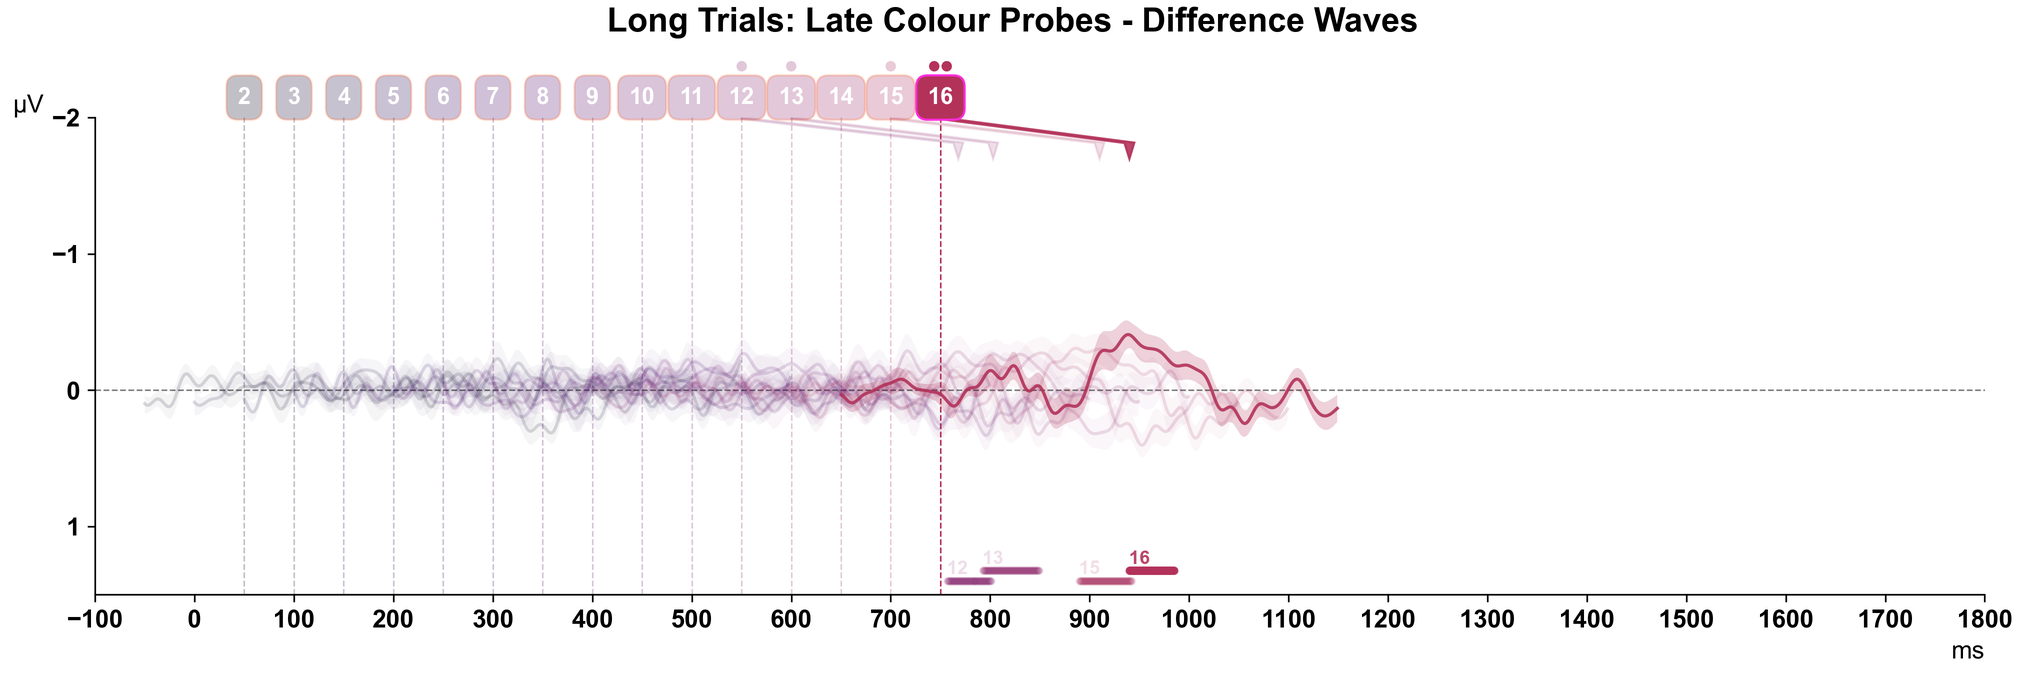 Long Trials: Late Colour Probes - Difference Waves
2 3 4 5 6 7 8 9 10 11 12 13 14 15 16
µV
−2
−1
0
1
12 13 15 16
−100 0 100 200 300 400 500 600 700 800 900 1000 1100 1200 1300 1400 1500 1600 1700 1800
ms